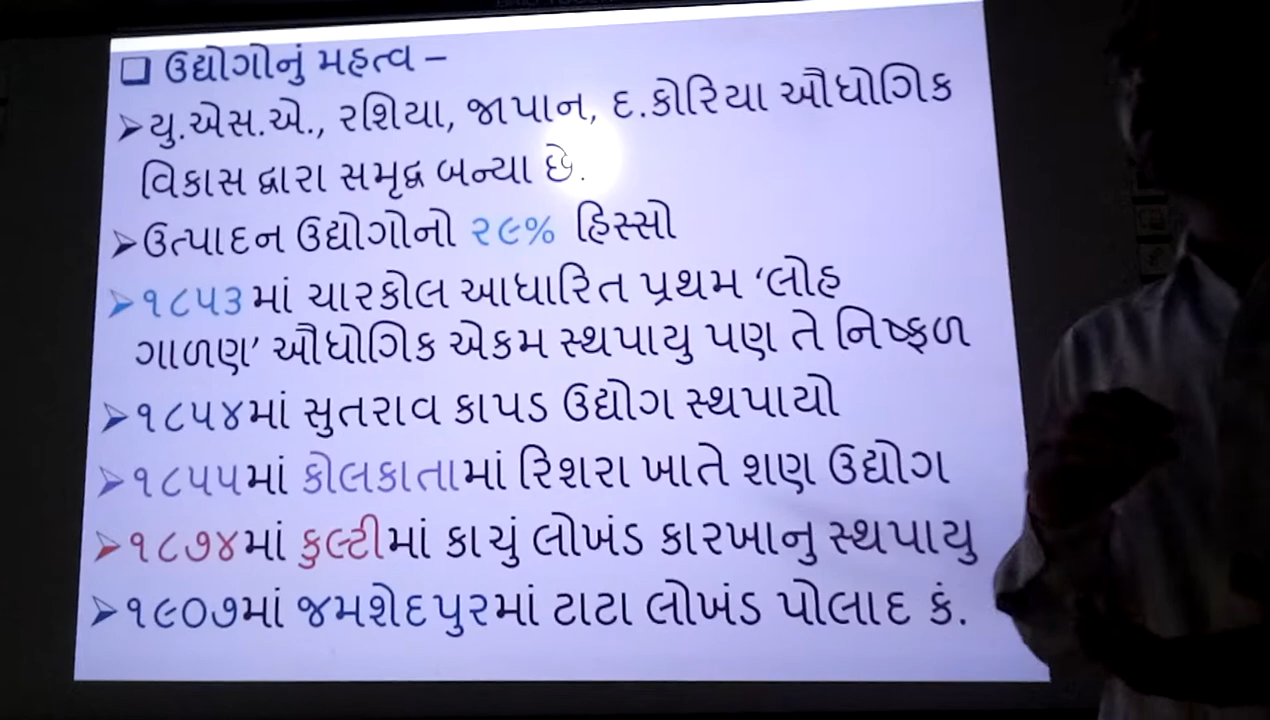 ❑ ઉદ્યોગોનું મહત્વ –
➢યુ.એસ.એ., રશિયા, જાપાન, દ.કોરિયા ઔધોગિક
વિકાસ દ્વારા સમૃદ્વ બન્યા છે.
➢ઉત્પાદન ઉદ્યોગોનો ૨૯% હિસ્સો
➢૧૮૫૩માં ચારકોલ આધારિત પ્રથમ ‘લોહ
ગાળણ’ ઔધોગિક એકમ સ્થપાયુ પણ તે નિષ્ફળ
➢૧૮૫૪માં સુતરાવ કાપડ ઉદ્યોગ સ્થપાયો
➢૧૮૫૫માં કોલકાતામાં રિશરા ખાતે શણ ઉદ્યોગ
➢૧૮૭૪માં કુલ્ટીમાં કાચું લોખંડ કારખાનુ સ્થપાયુ
➢૧૯૦૭માં જમશેદપુરમાં ટાટા લોખંડ પોલાદ કં.